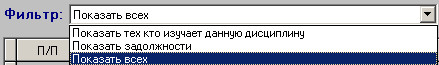 Фильтр: Показать всех
Показать тех кто изучает данную дисциплину
П/П Показать задолжности
Показать всех